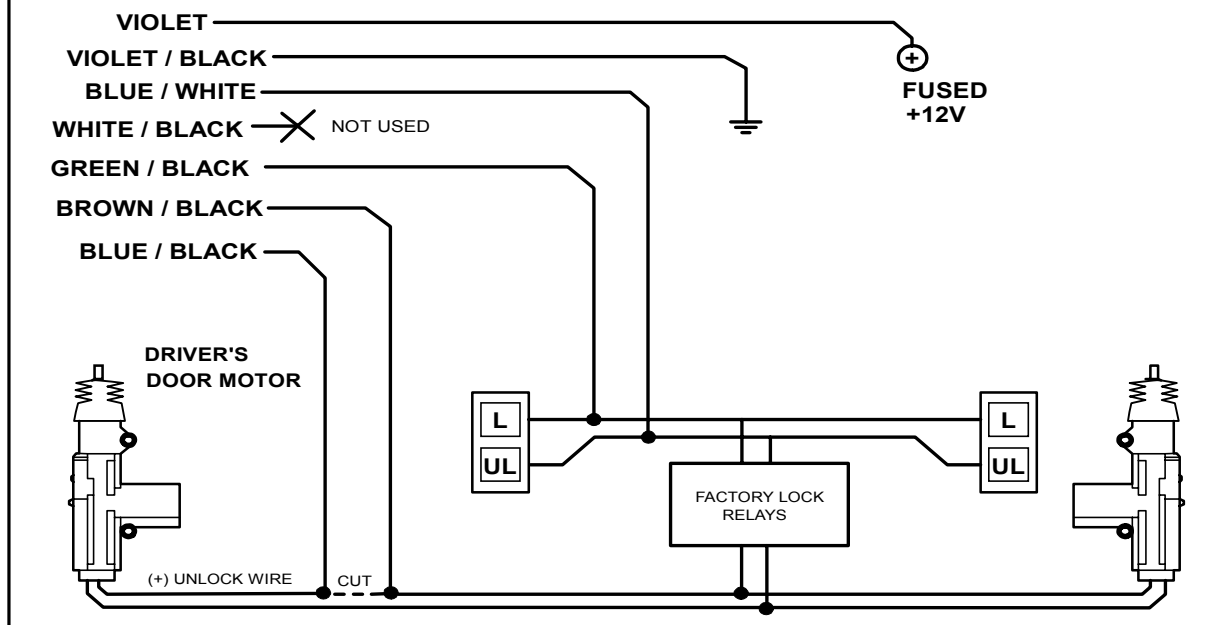 VIOLET
VIOLET / BLACK
BLUE / WHITE
WHITE / BLACK
NOT USED
GREEN / BLACK
BROWN / BLACK
BLUE / BLACK
+
FUSED
+12V
DRIVER'S
DOOR MOTOR
L
UL
L
UL
FACTORY LOCK
RELAYS
(+) UNLOCK WIRE
CUT